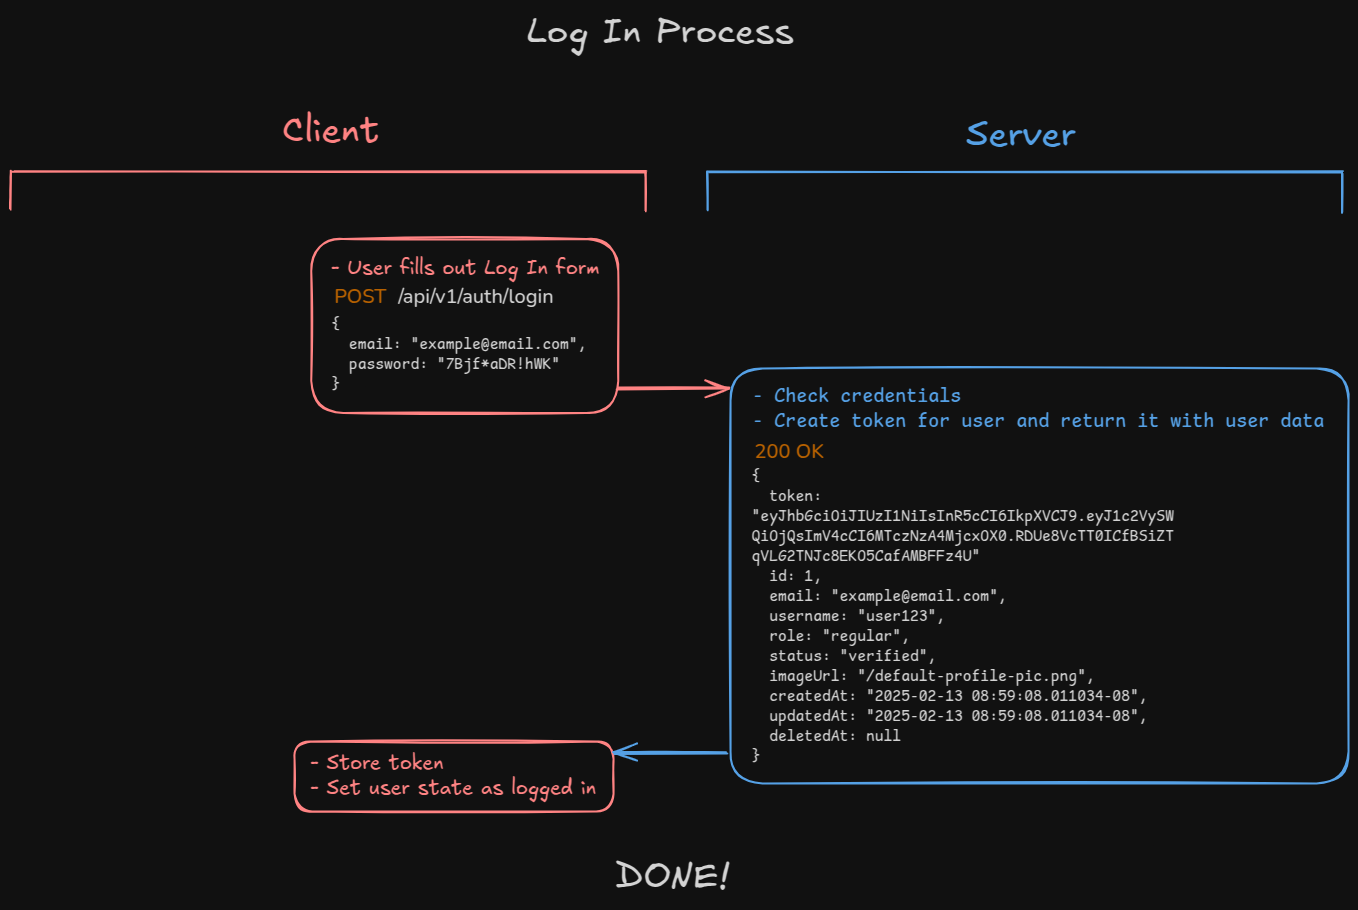 Log In Process
Client
Server
- User fills out Log In form
POST /api/v1/auth/login
{
  email: "example@email.com",
  password: "7Bjf*aDR!hWK"
}
- Check credentials
- Create token for user and return it with user data
200 OK
{
  token:
"eyJhbGciOiJIUzI1NiIsInR5cCI6IkpXVCJ9.eyJ1c2VySW
QiOjQsImV4cCI6MTczNzA4MjcxOX0.RDUe8VcTT0ICfBSiZT
qVLG2TNJc8EKO5CafAMBFFz4U"
  id: 1,
  email: "example@email.com",
  username: "user123",
  role: "regular",
  status: "verified",
  imageUrl: "/default-profile-pic.png",
  createdAt: "2025-02-13 08:59:08.011034-08",
  updatedAt: "2025-02-13 08:59:08.011034-08",
  deletedAt: null
}
- Store token
- Set user state as logged in
DONE!